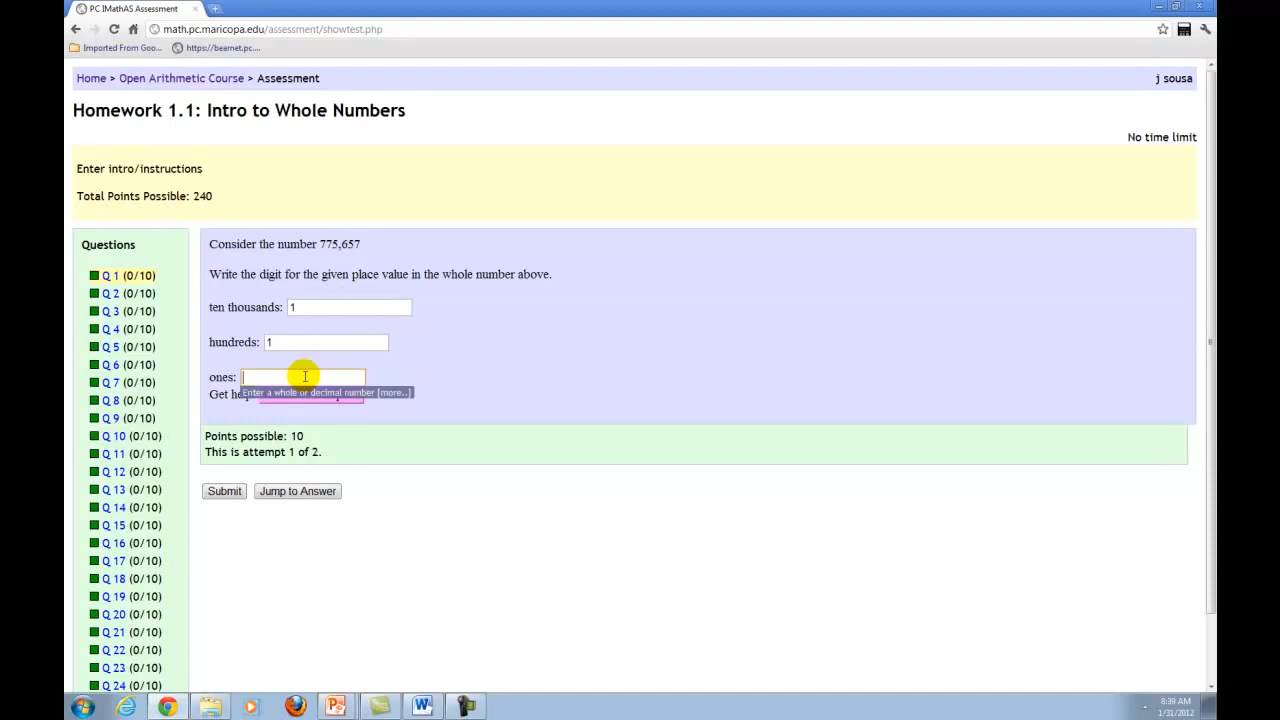 PC IMathAS Assessment
math.pc.maricopa.edu/assessment/showtest.php
Imported From Goo... https://bearnet.pc....
Home > Open Arithmetic Course > Assessment j sousa
Homework 1.1: Intro to Whole Numbers
No time limit
Enter intro/instructions
Total Points Possible: 240
Questions
Q 1 (0/10)
Q 2 (0/10)
Q 3 (0/10)
Q 4 (0/10)
Q 5 (0/10)
Q 6 (0/10)
Q 7 (0/10)
Q 8 (0/10)
Q 9 (0/10)
Q 10 (0/10)
Q 11 (0/10)
Q 12 (0/10)
Q 13 (0/10)
Q 14 (0/10)
Q 15 (0/10)
Q 16 (0/10)
Q 17 (0/10)
Q 18 (0/10)
Q 19 (0/10)
Q 20 (0/10)
Q 21 (0/10)
Q 22 (0/10)
Q 23 (0/10)
Q 24 (0/10)
Consider the number 775,657
Write the digit for the given place value in the whole number above.
ten thousands: 1
hundreds: 1
ones:
Enter a whole or decimal number [more..]
Get
Points possible: 10
This is attempt 1 of 2.
Submit Jump to Answer
8:39 AM
1/31/2012